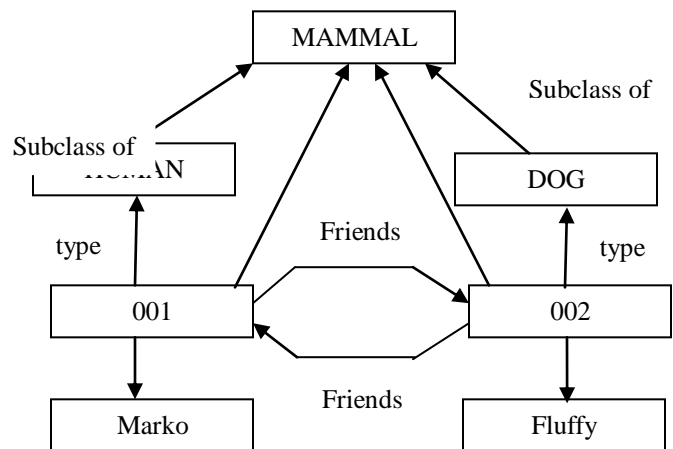 MAMMAL
Subclass of
Subclass of
DOG
Friends
type
type
001
002
Friends
Marko
Fluffy